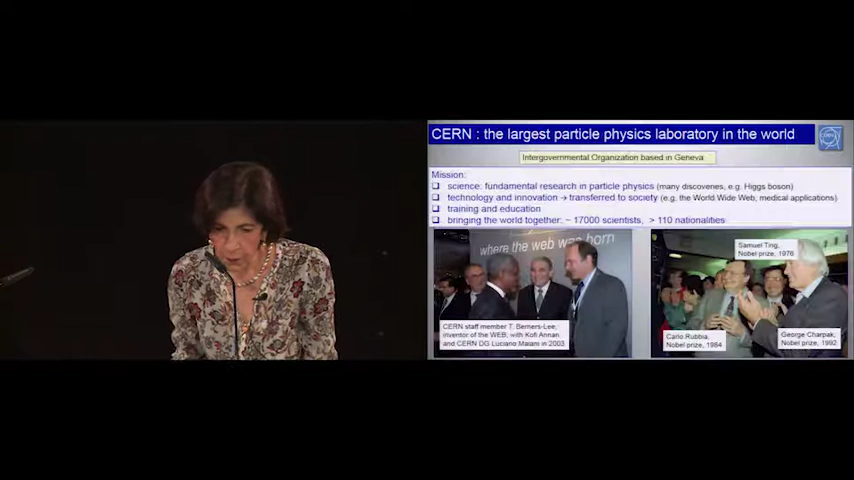 CERN : the largest particle physics laboratory in the world
Intergovernmental Organization based in Geneva
Mission:
science: fundamental research in particle physics (many discoveries, e.g. Higgs boson)
technology and innovation → transferred to society (e.g. the World Wide Web, medical applications)
training and education
bringing the world together: ~ 17000 scientists, > 110 nationalities
where the web was born
CERN staff member T. Berners-Lee,
inventor of the WEB, with Kofi Annan
and CERN DG Luciano Maiani in 2003
Samuel Ting,
Nobel prize, 1976
Carlo Rubbia,
Nobel prize, 1984
George Charpak,
Nobel prize, 1992